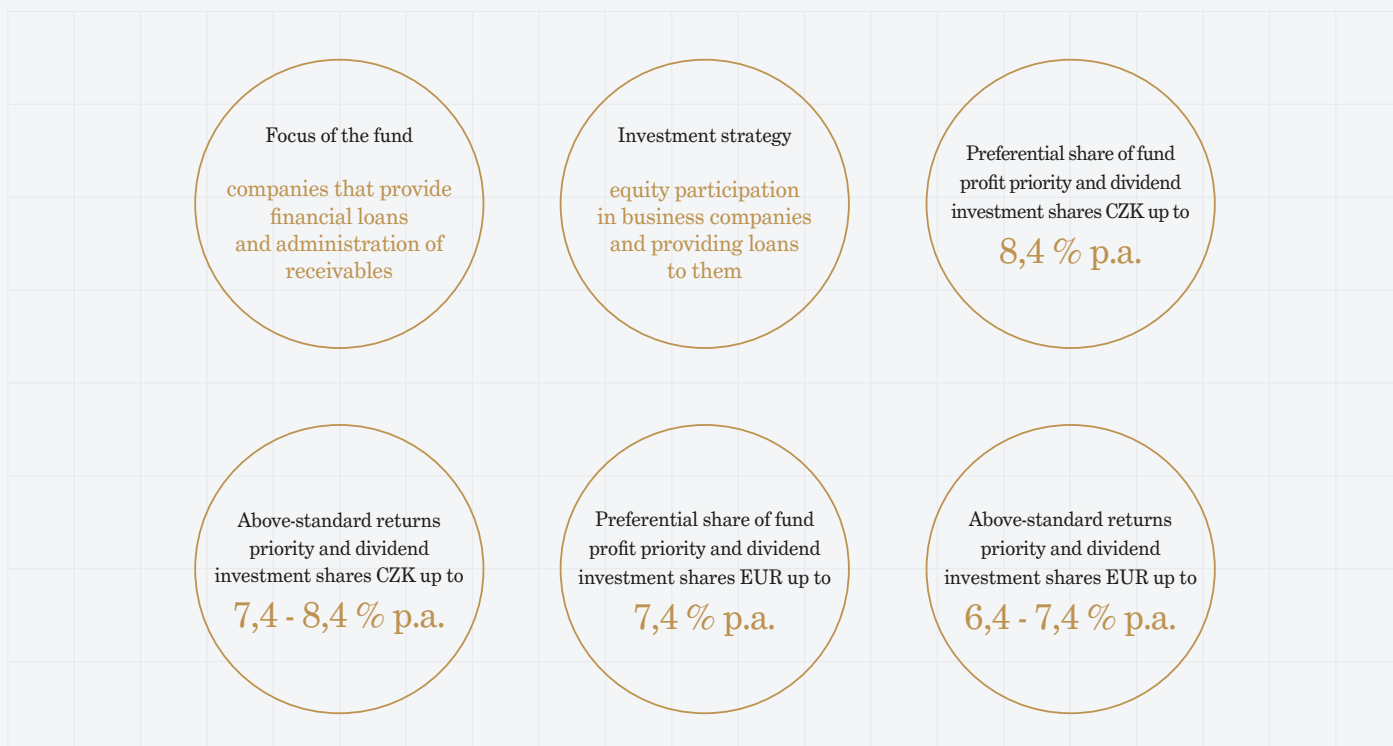 Focus of the fund
companies that provide
financial loans
and administration of
receivables
Investment strategy
equity participation
in business companies
and providing loans
to them
Preferential share of fund
profit priority and dividend
investment shares CZK up to
8,4 % p.a.
Above-standard returns
priority and dividend
investment shares CZK up to
7,4 - 8,4 % p.a.
Preferential share of fund
profit priority and dividend
investment shares EUR up to
7,4 % p.a.
Above-standard returns
priority and dividend
investment shares EUR up to
6,4 - 7,4 % p.a.